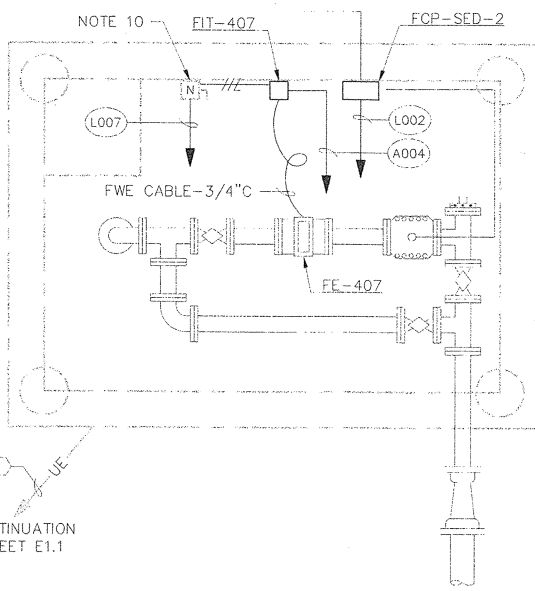 NOTE 10
FIT-407
FCP-SED-2
N
L007
L002
A004
FWE CABLE-3/4"C
FE-407
UE
TINUATION
EET E1.1